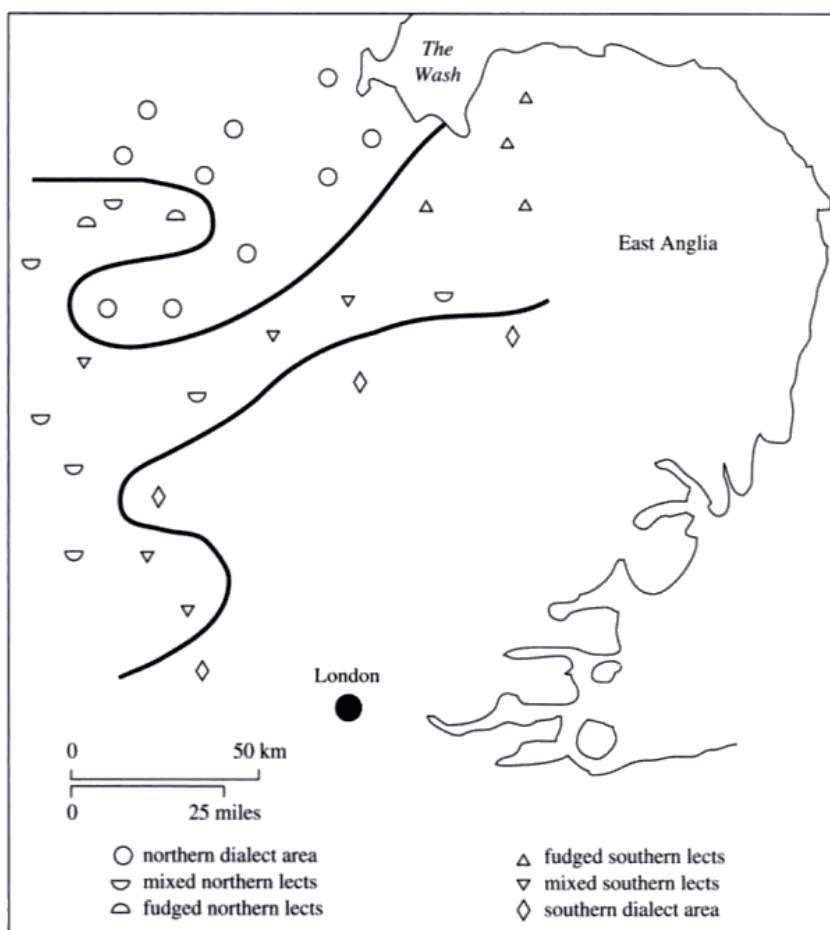 The
Wash
East Anglia
London
0 50 km
0 25 miles
northern dialect area
mixed northern lects
fudged northern lects
fudged southern lects
mixed southern lects
southern dialect area